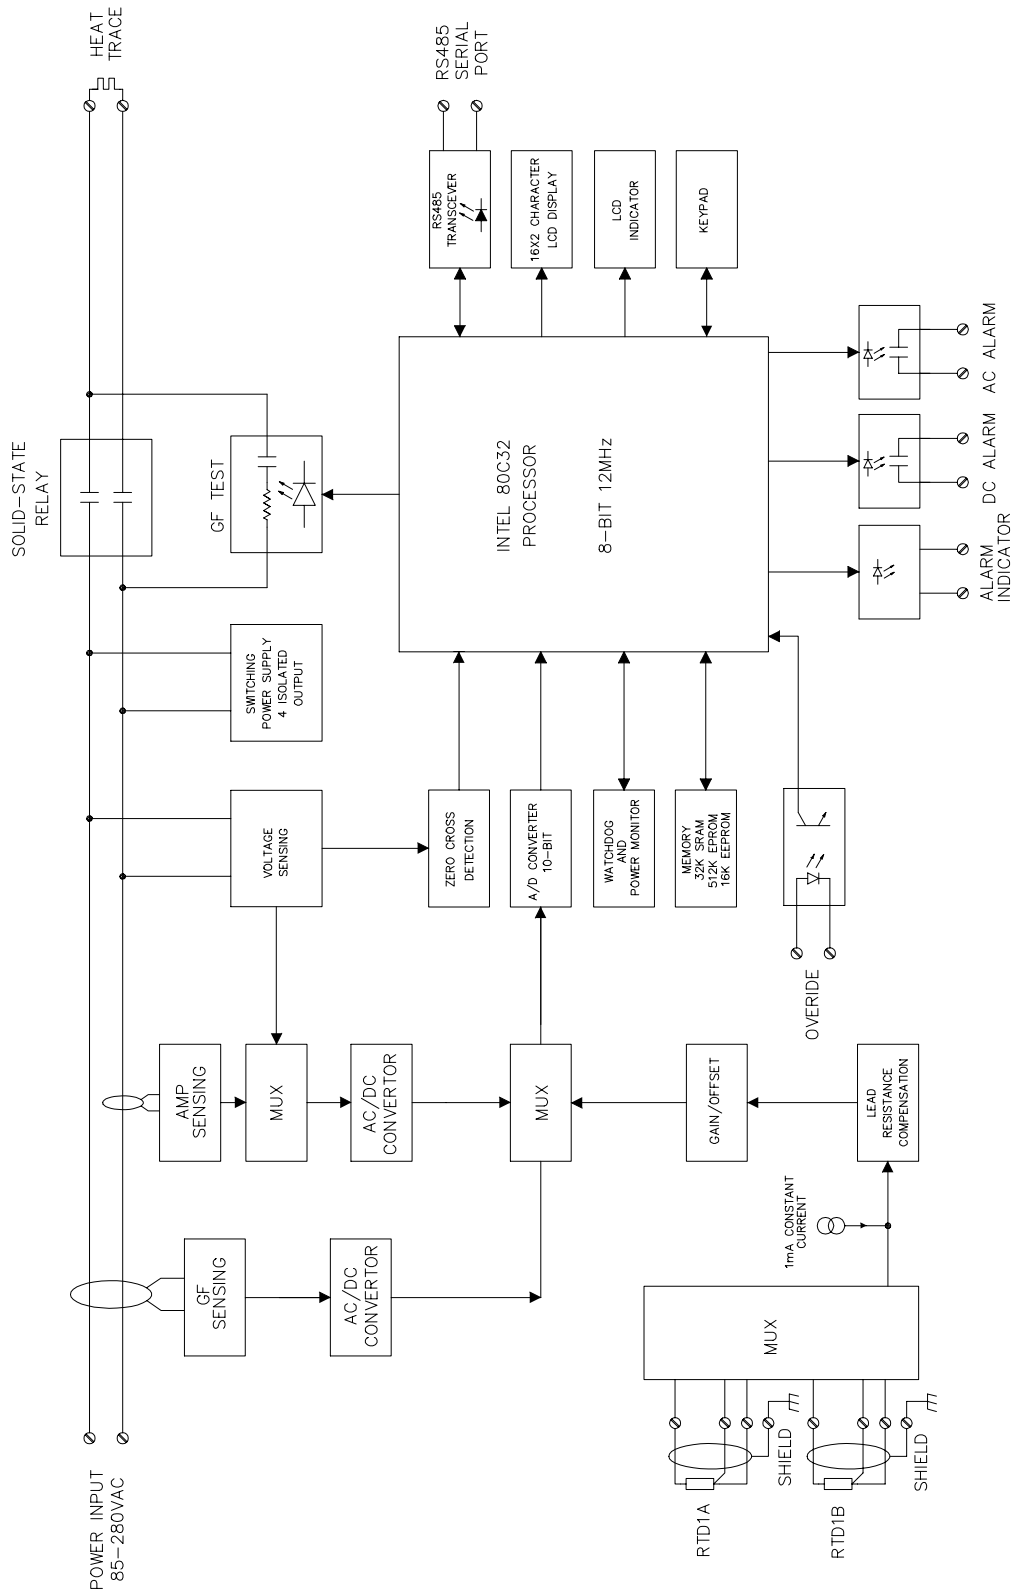 POWER INPUT
85-280VAC
GF
SENSING
AC/DC
CONVERTOR
AMP
SENSING
MUX
AC/DC
CONVERTOR
MUX
VOLTAGE
SENSING
ZERO CROSS
DETECTION
A/D CONVERTER
10-BIT
SWITCHING
POWER SUPPLY
4 ISOLATED
OUTPUT
SOLID-STATE
RELAY
GF TEST
HEAT
TRACE
RS485
SERIAL
PORT
RS485
TRANSCEVER
16X2 CHARACTER
LCD DISPLAY
LCD
INDICATOR
KEYPAD
INTEL 80C32
PROCESSOR
8-BIT 12MHz
WATCHDOG
AND
POWER MONITOR
MEMORY
32K SRAM
512K EPROM
16K EEPROM
RTD1A
SHIELD
RTD1B
SHIELD
MUX
1mA CONSTANT
CURRENT
LEAD
RESISTANCE
COMPENSATION
GAIN/OFFSET
OVERIDE
ALARM
INDICATOR
DC ALARM
AC ALARM